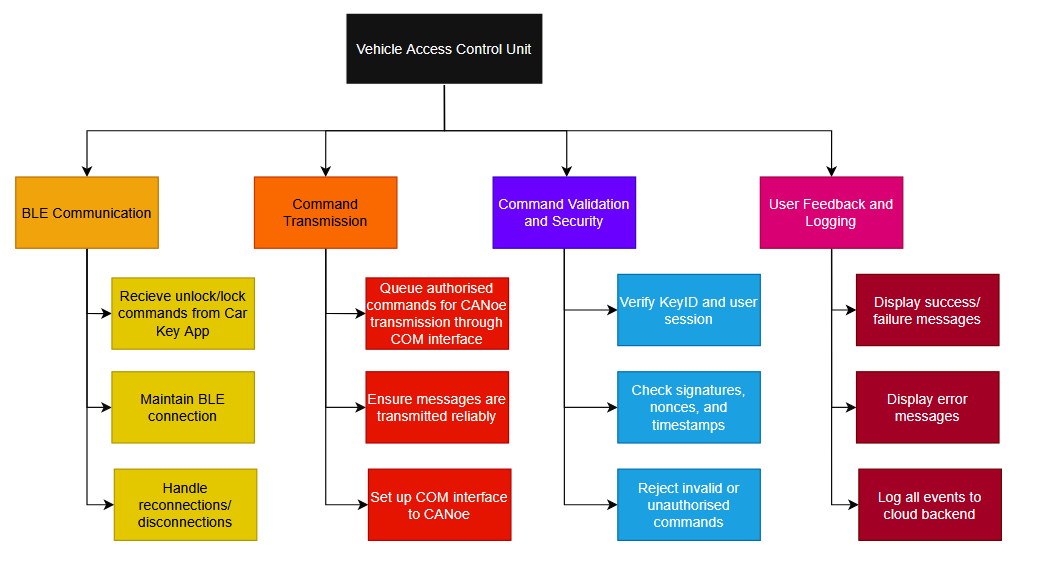 Vehicle Access Control Unit
BLE Communication
Command
Transmission
Command Validation
and Security
User Feedback and
Logging
Recieve unlock/lock
commands from Car
Key App
Maintain BLE
connection
Handle
reconnections/
disconnections
Queue authorised
commands for CANoe
transmission through
COM interface
Ensure messages are
transmitted reliably
Set up COM interface
to CANoe
Verify KeyID and user
session
Check signatures,
nonces, and
timestamps
Reject invalid or
unauthorised
commands
Display success/
failure messages
Display error
messages
Log all events to
cloud backend